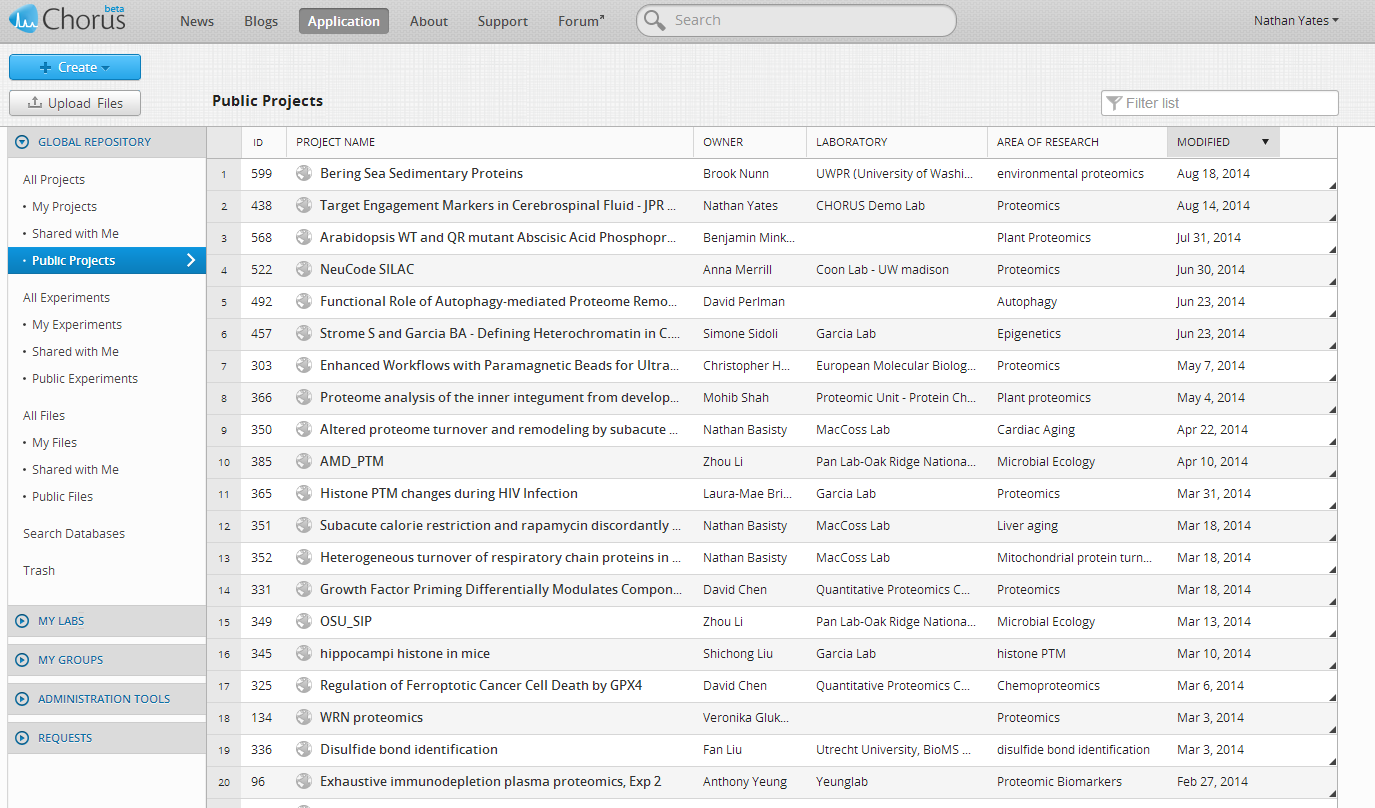 beta
Chorus News Blogs Application About Support Forum Search Nathan Yates
Create
Upload Files Public Projects Filter list
GLOBAL REPOSITORY ID PROJECT NAME OWNER LABORATORY AREA OF RESEARCH MODIFIED
All Projects
• My Projects
• Shared with Me
• Public Projects
All Experiments
• My Experiments
• Shared with Me
• Public Experiments
All Files
• My Files
• Shared with Me
• Public Files
Search Databases
Trash
MY LABS
MY GROUPS
ADMINISTRATION TOOLS
REQUESTS
1 599 Bering Sea Sedimentary Proteins Brook Nunn UWPR (University of Washi... environmental proteomics Aug 18, 2014
2 438 Target Engagement Markers in Cerebrospinal Fluid - JPR ... Nathan Yates CHORUS Demo Lab Proteomics Aug 14, 2014
3 568 Arabidopsis WT and QR mutant Abscisic Acid Phosphopr... Benjamin Mink... Plant Proteomics Jul 31, 2014
4 522 NeuCode SILAC Anna Merrill Coon Lab - UW madison Proteomics Jun 30, 2014
5 492 Functional Role of Autophagy-mediated Proteome Remo... David Perlman Autophagy Jun 23, 2014
6 457 Strome S and Garcia BA - Defining Heterochromatin in C.... Simone Sidoli Garcia Lab Epigenetics Jun 23, 2014
7 303 Enhanced Workflows with Paramagnetic Beads for Ultra... Christopher H... European Molecular Biolog... Proteomics May 7, 2014
8 366 Proteome analysis of the inner integument from develop... Mohib Shah Proteomic Unit - Protein Ch... Plant proteomics May 4, 2014
9 350 Altered proteome turnover and remodeling by subacute ... Nathan Basisty MacCoss Lab Cardiac Aging Apr 22, 2014
10 385 AMD_PTM Zhou Li Pan Lab-Oak Ridge Nationa... Microbial Ecology Apr 10, 2014
11 365 Histone PTM changes during HIV Infection Laura-Mae Bri... Garcia Lab Proteomics Mar 31, 2014
12 351 Subacute calorie restriction and rapamycin discordantly ... Nathan Basisty MacCoss Lab Liver aging Mar 18, 2014
13 352 Heterogeneous turnover of respiratory chain proteins in ... Nathan Basisty MacCoss Lab Mitochondrial protein turn... Mar 18, 2014
14 331 Growth Factor Priming Differentially Modulates Compon... David Chen Quantitative Proteomics C... Proteomics Mar 18, 2014
15 349 OSU_SIP Zhou Li Pan Lab-Oak Ridge Nationa... Microbial Ecology Mar 13, 2014
16 345 hippocampi histone in mice Shichong Liu Garcia Lab histone PTM Mar 10, 2014
17 325 Regulation of Ferroptotic Cancer Cell Death by GPX4 David Chen Quantitative Proteomics C... Chemoproteomics Mar 6, 2014
18 134 WRN proteomics Veronika Gluk... Proteomics Mar 3, 2014
19 336 Disulfide bond identification Fan Liu Utrecht University, BioMS ... disulfide bond identification Mar 3, 2014
20 96 Exhaustive immunodepletion plasma proteomics, Exp 2 Anthony Yeung Yeunglab Proteomic Biomarkers Feb 27, 2014